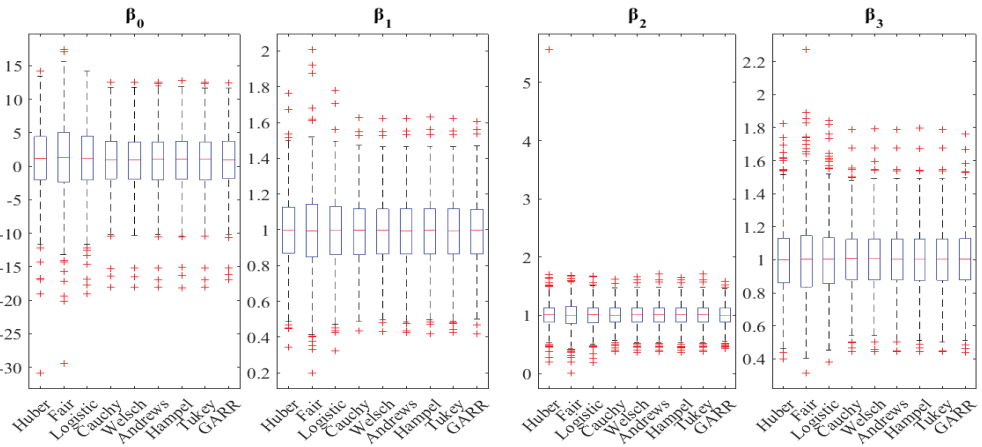 β₀
15
10
5
0
-5
-10
-15
-20
-25
-30
Huber
Fair
Logistic
Cauchy
Welsch
Andrews
Hampel
Tukey
GARR
β₁
2
1.8
1.6
1.4
1.2
1
0.8
0.6
0.4
0.2
Huber
Fair
Logistic
Cauchy
Welsch
Andrews
Hampel
Tukey
GARR
β₂
5
4
3
2
1
0
Huber
Fair
Logistic
Cauchy
Welsch
Andrews
Hampel
Tukey
GARR
β₃
2.2
2
1.8
1.6
1.4
1.2
1
0.8
0.6
0.4
Huber
Fair
Logistic
Cauchy
Welsch
Andrews
Hampel
Tukey
GARR